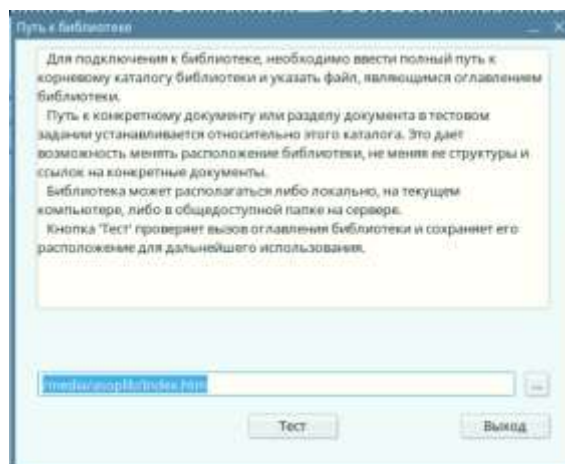 Путь к библиотеке
Для подключения к библиотеке, необходимо ввести полный путь к
корневому каталогу библиотеки и указать файл, являющимся оглавлением
библиотеки.
Путь к конкретному документу или разделу документа в тестовом
задании устанавливается относительно этого каталога. Это дает
возможность менять расположение библиотеки, не меняя ее структуры и
ссылок на конкретные документы.
Библиотека может располагаться либо локально, на текущем
компьютере, либо в общедоступной папке на сервере.
Кнопка 'Тест' проверяет вызов оглавления библиотеки и сохраняет его
расположение для дальнейшего использования.
/media/asoplib/index.htm
...
Тест
Выход